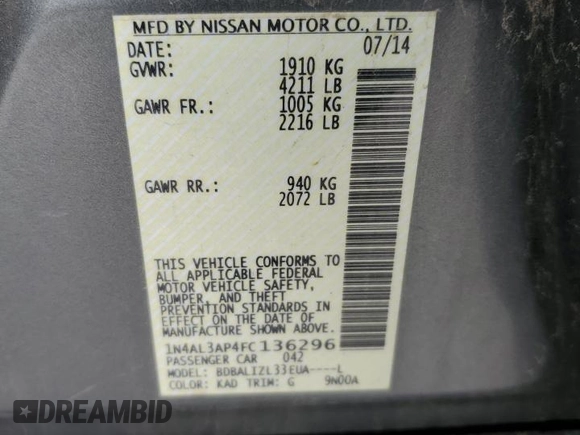 MFD BY NISSAN MOTOR CO., LTD.
DATE: 07/14
GVWR: 1910 KG
4211 LB
GAWR FR.: 1005 KG
2216 LB
GAWR RR.: 940 KG
2072 LB
THIS VEHICLE CONFORMS TO
ALL APPLICABLE FEDERAL
MOTOR VEHICLE SAFETY,
BUMPER, AND THEFT
PREVENTION STANDARDS IN
EFFECT ON THE DATE OF
MANUFACTURE SHOWN ABOVE.
1N4AL3AP4FC136296
PASSENGER CAR 042
MODEL: BDBALIZL33EUA----L
COLOR: KAD TRIM: G 9N00A
DREAMBID
.COM